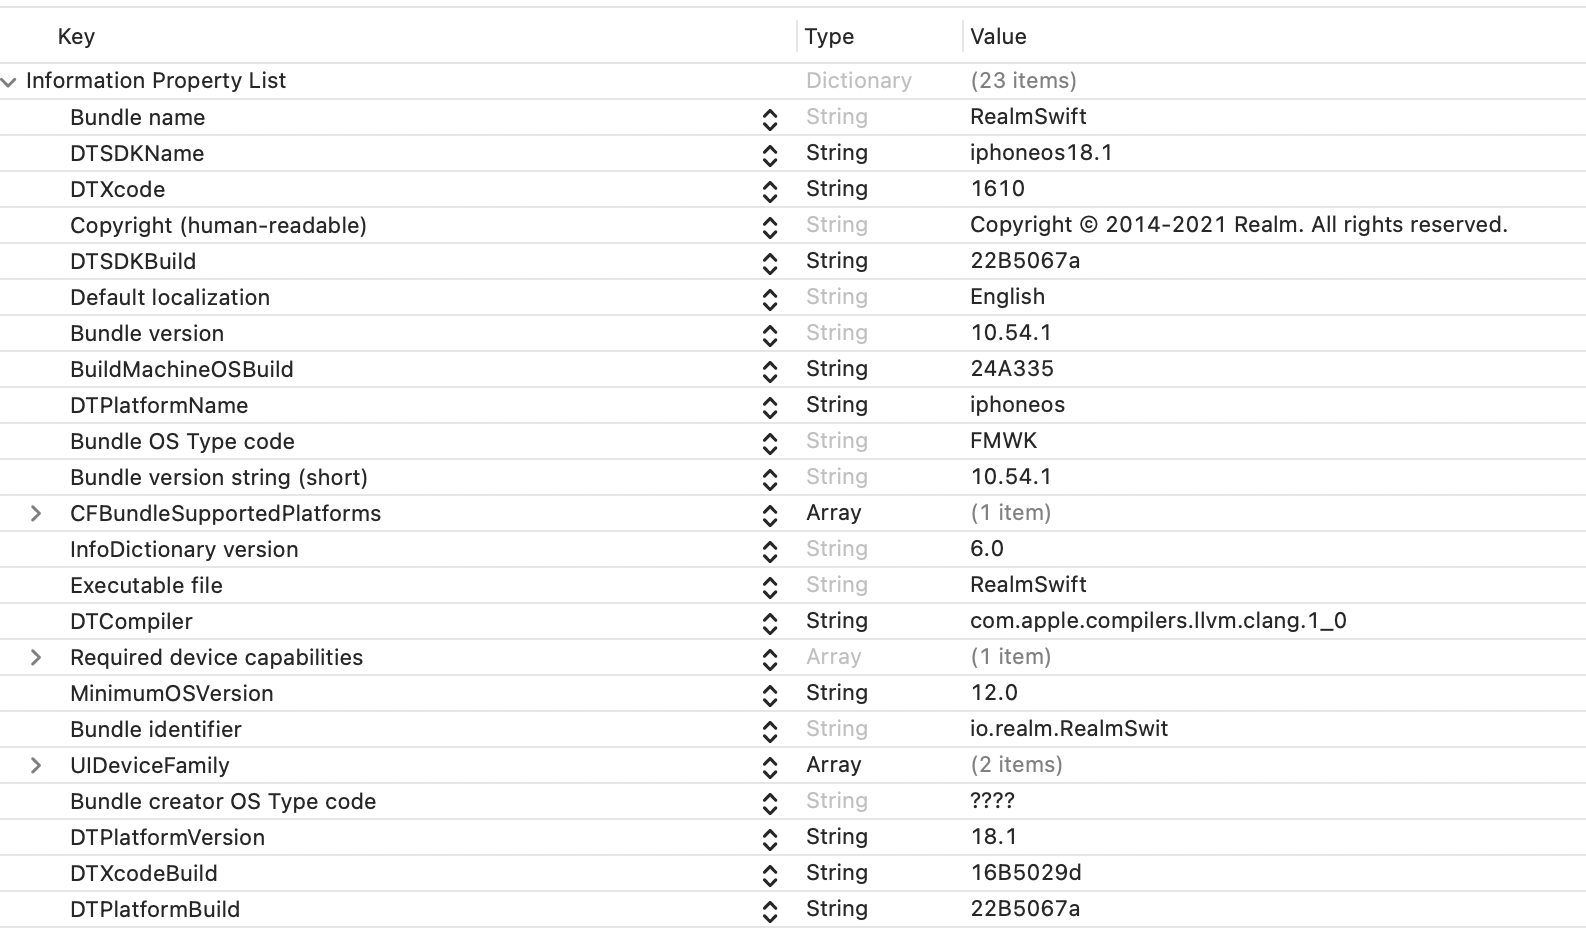 Key Type Value
Information Property List Dictionary (23 items)
Bundle name String RealmSwift
DTSDKName String iphoneos18.1
DTXcode String 1610
Copyright (human-readable) String Copyright © 2014-2021 Realm. All rights reserved.
DTSDKBuild String 22B5067a
Default localization String English
Bundle version String 10.54.1
BuildMachineOSBuild String 24A335
DTPlatformName String iphoneos
Bundle OS Type code String FMWK
Bundle version string (short) String 10.54.1
CFBundleSupportedPlatforms Array (1 item)
InfoDictionary version String 6.0
Executable file String RealmSwift
DTCompiler String com.apple.compilers.llvm.clang.1_0
Required device capabilities Array (1 item)
MinimumOSVersion String 12.0
Bundle identifier String io.realm.RealmSwit
UIDeviceFamily Array (2 items)
Bundle creator OS Type code String ????
DTPlatformVersion String 18.1
DTXcodeBuild String 16B5029d
DTPlatformBuild String 22B5067a